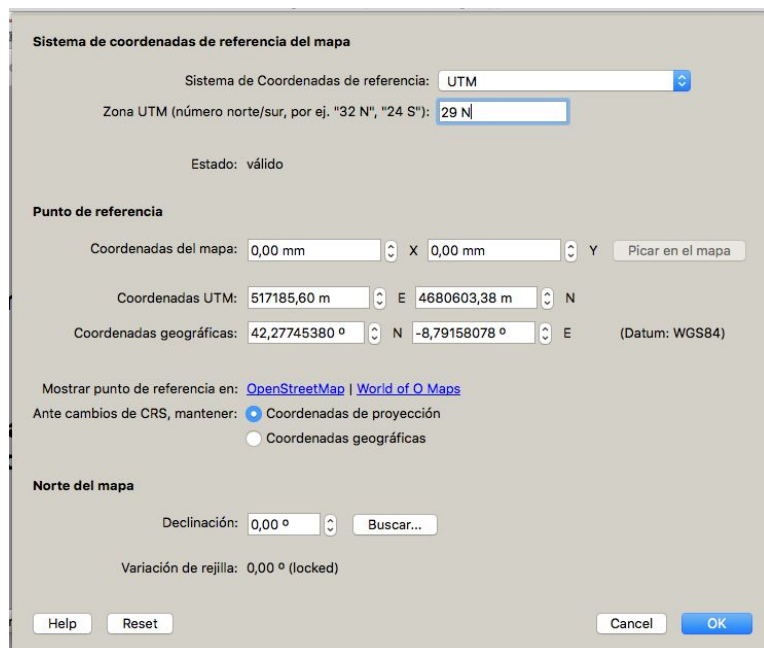 Sistema de coordenadas de referencia del mapa
Sistema de Coordenadas de referencia: UTM
Zona UTM (número norte/sur, por ej. "32 N", "24 S"): 29 N
Estado: válido
Punto de referencia
Coordenadas del mapa: 0,00 mm X 0,00 mm Y Picar en el mapa
Coordenadas UTM: 517185,60 m E 4680603,38 m N
Coordenadas geográficas: 42,27745380 º N -8,79158078 º E (Datum: WGS84)
Mostrar punto de referencia en: OpenStreetMap | World of O Maps
Ante cambios de CRS, mantener: Coordenadas de proyección
Coordenadas geográficas
Norte del mapa
Declinación: 0,00 º Buscar...
Variación de rejilla: 0,00 º (locked)
Help Reset Cancel OK